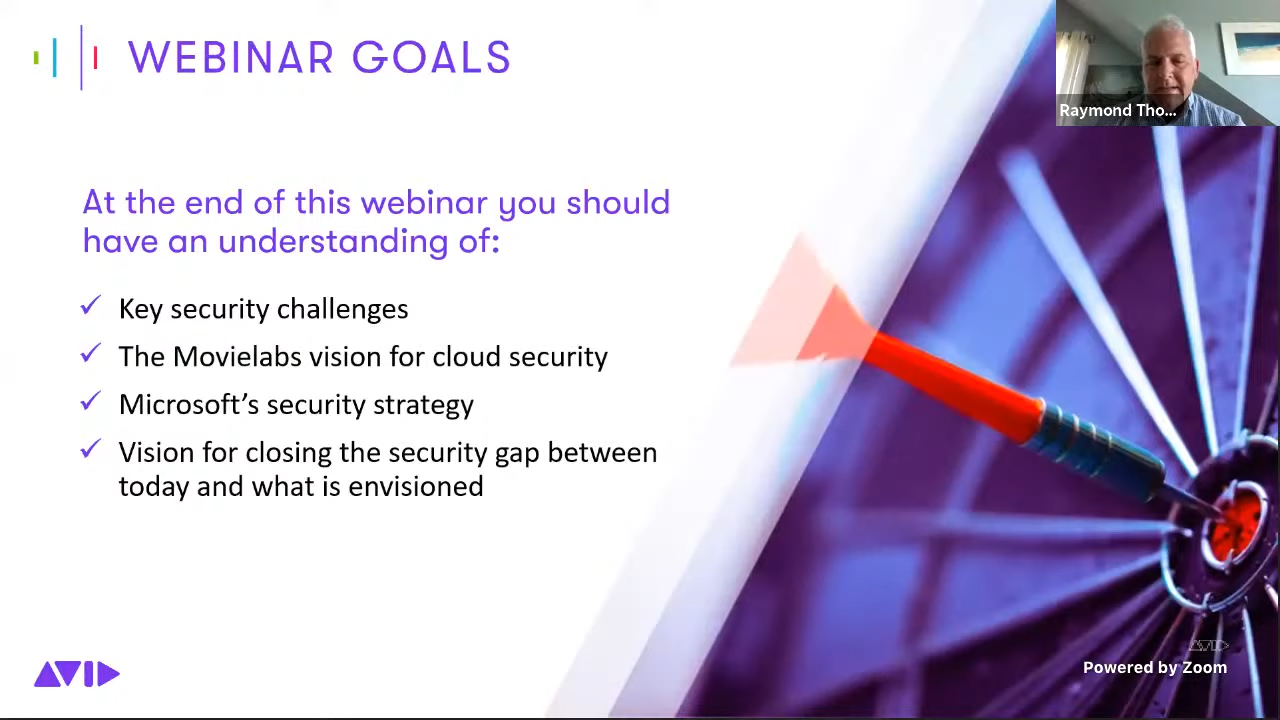 WEBINAR GOALS
Raymond Tho...
At the end of this webinar you should
have an understanding of:
✓ Key security challenges
✓ The Movielabs vision for cloud security
✓ Microsoft's security strategy
✓ Vision for closing the security gap between
today and what is envisioned
AVID
AVID
Powered by Zoom